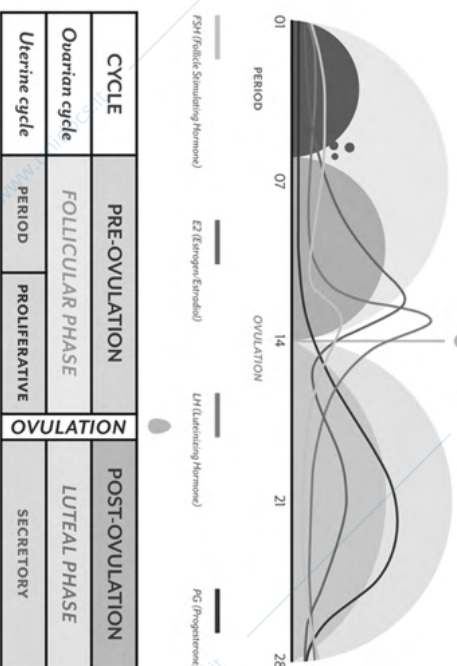 01 07 14 21 28
PERIOD OVULATION
FSH (Follicle Stimulating Hormone) E2 (Estrogen/Estradiol) LH (Luteinizing Hormone) PG (Progesterone
CYCLE PRE-OVULATION OVULATION POST-OVULATION
Ovarian cycle FOLLICULAR PHASE LUTEAL PHASE
Uterine cycle PERIOD PROLIFERATIVE SECRETORY